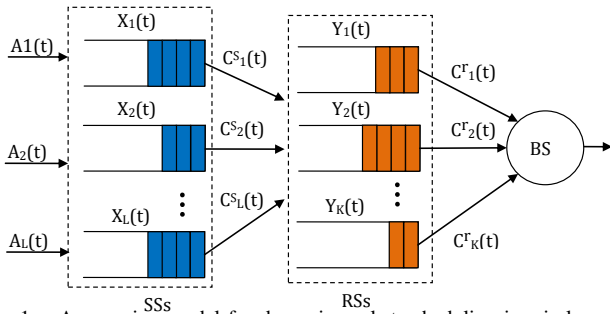 X₁(t)
Y₁(t)
A1(t)
Cˢ₁(t)
Cʳ₁(t)
X₂(t)
Y₂(t)
A₂(t)
Cˢ₂(t)
Cʳ₂(t)
BS
X_L(t)
Cˢ_L(t)
Y_K(t)
A_L(t)
Cʳ_K(t)
SSs
RSs